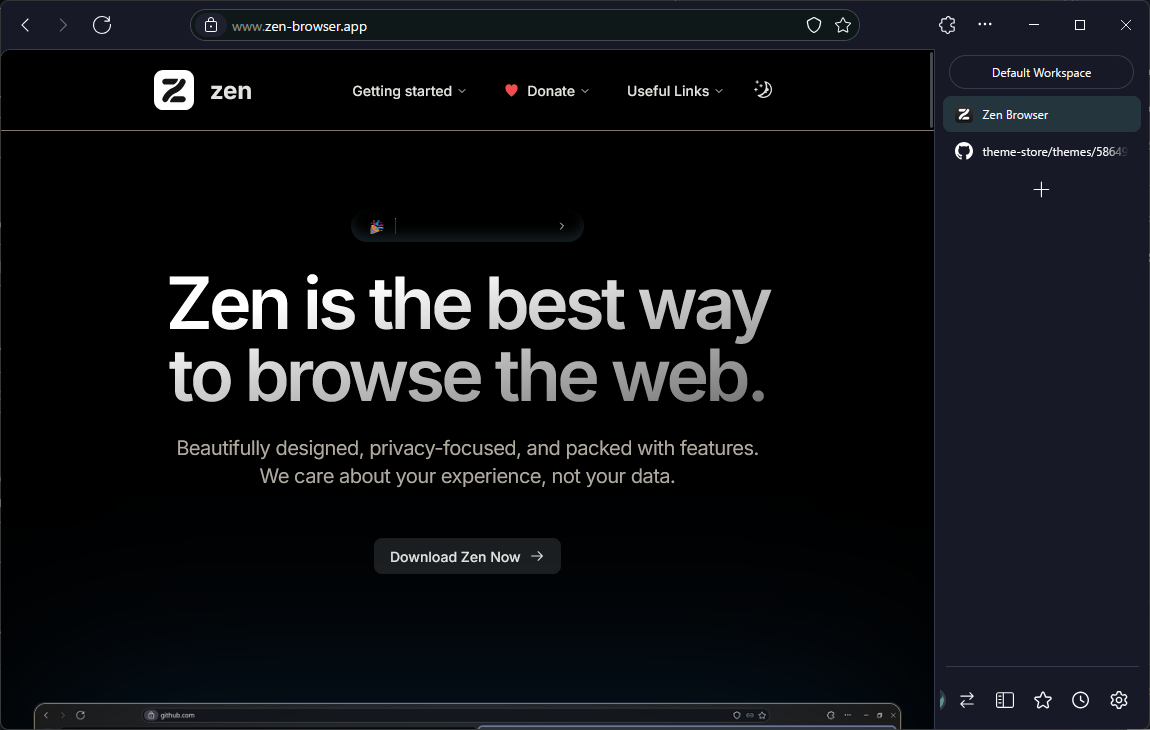 www.zen-browser.app
Default Workspace
zen
Getting started
Donate
Useful Links
Zen Browser
theme-store/themes/58649
Zen is the best way
to browse the web.
Beautifully designed, privacy-focused, and packed with features.
We care about your experience, not your data.
Download Zen Now
github.com